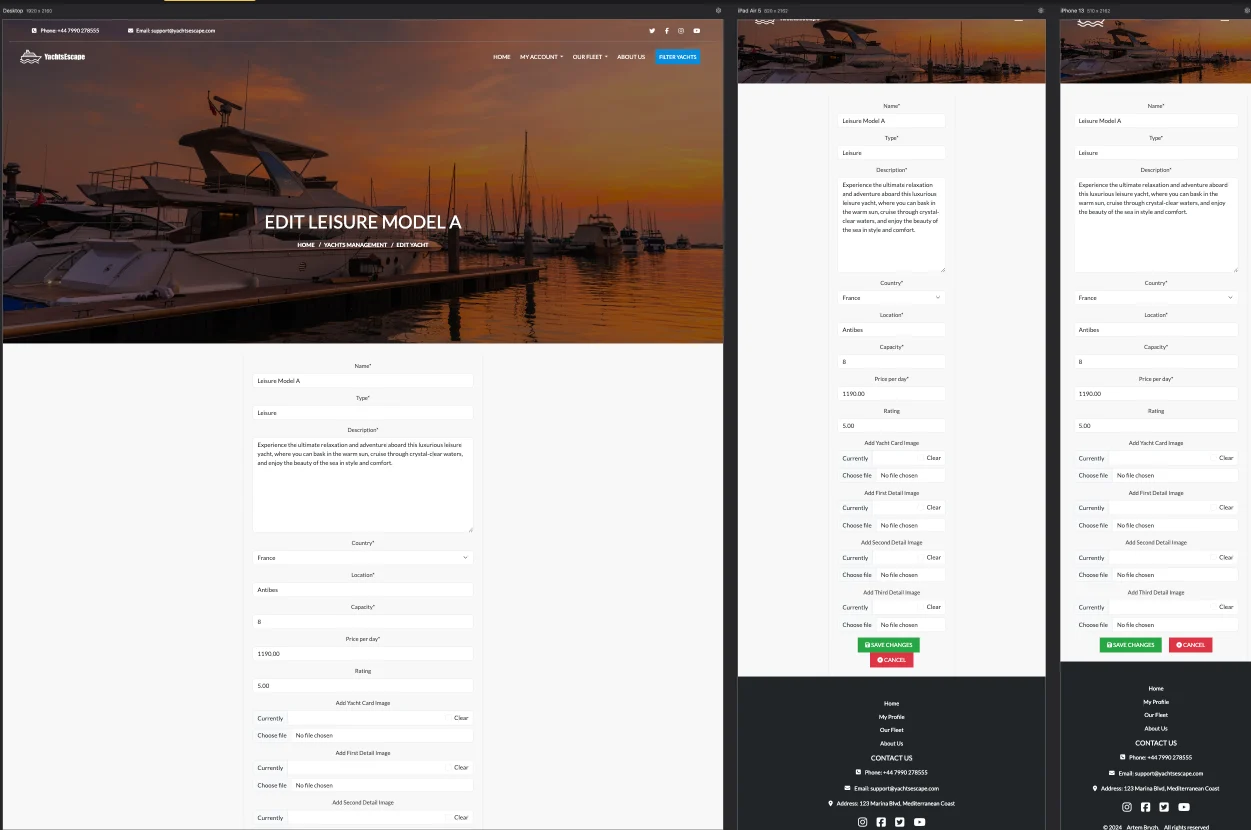 Desktop 1920 x 2160
Phone: +44 7990 278555
Email: support@yachtsescape.com
YachtsEscape
HOME
MY ACCOUNT
OUR FLEET
ABOUT US
FILTER YACHTS
EDIT LEISURE MODEL A
HOME / YACHTS MANAGEMENT / EDIT YACHT
Name*
Leisure Model A
Type*
Leisure
Description*
Experience the ultimate relaxation and adventure aboard this luxurious leisure
yacht, where you can bask in the warm sun, cruise through crystal-clear waters,
and enjoy the beauty of the sea in style and comfort.
Country*
France
Location*
Antibes
Capacity*
8
Price per day*
1190.00
Rating
5.00
Add Yacht Card Image
Currently Clear
Choose file No file chosen
Add First Detail Image
Currently Clear
Choose file No file chosen
Add Second Detail Image
Currently Clear
iPad Air 5 820 x 2162
Name*
Leisure Model A
Type*
Leisure
Description*
Experience the ultimate relaxation
and adventure aboard this luxurious
leisure yacht, where you can bask in
the warm sun, cruise through crystal-
clear waters, and enjoy the beauty of
the sea in style and comfort.
Country*
France
Location*
Antibes
Capacity*
8
Price per day*
1190.00
Rating
5.00
Add Yacht Card Image
Currently Clear
Choose file No file chosen
Add First Detail Image
Currently Clear
Choose file No file chosen
Add Second Detail Image
Currently Clear
Choose file No file chosen
Add Third Detail Image
Currently Clear
Choose file No file chosen
SAVE CHANGES
CANCEL
Home
My Profile
Our Fleet
About Us
CONTACT US
Phone: +44 7990 278555
Email: support@yachtsescape.com
Address: 123 Marina Blvd, Mediterranean Coast
iPhone 13 510 x 2162
Name*
Leisure Model A
Type*
Leisure
Description*
Experience the ultimate relaxation and adventure aboard
this luxurious leisure yacht, where you can bask in the
warm sun, cruise through crystal-clear waters, and enjoy
the beauty of the sea in style and comfort.
Country*
France
Location*
Antibes
Capacity*
8
Price per day*
1190.00
Rating
5.00
Add Yacht Card Image
Currently Clear
Choose file No file chosen
Add First Detail Image
Currently Clear
Choose file No file chosen
Add Second Detail Image
Currently Clear
Choose file No file chosen
Add Third Detail Image
Currently Clear
Choose file No file chosen
SAVE CHANGES CANCEL
Home
My Profile
Our Fleet
About Us
CONTACT US
Phone: +44 7990 278555
Email: support@yachtsescape.com
Address: 123 Marina Blvd, Mediterranean Coast
© 2024 Artem Bryzh. All rights reserved